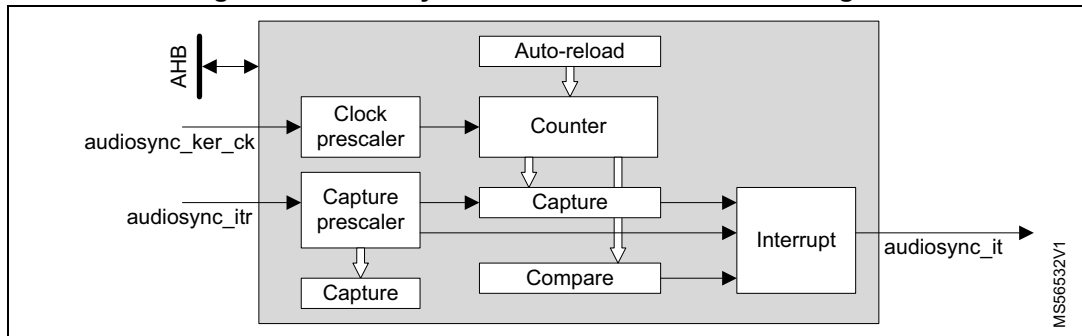 AHB
Auto-reload
Clock
prescaler
Counter
audiosync_ker_ck
Capture
prescaler
Capture
audiosync_itr
Interrupt
audiosync_it
Compare
Capture
MS56532V1